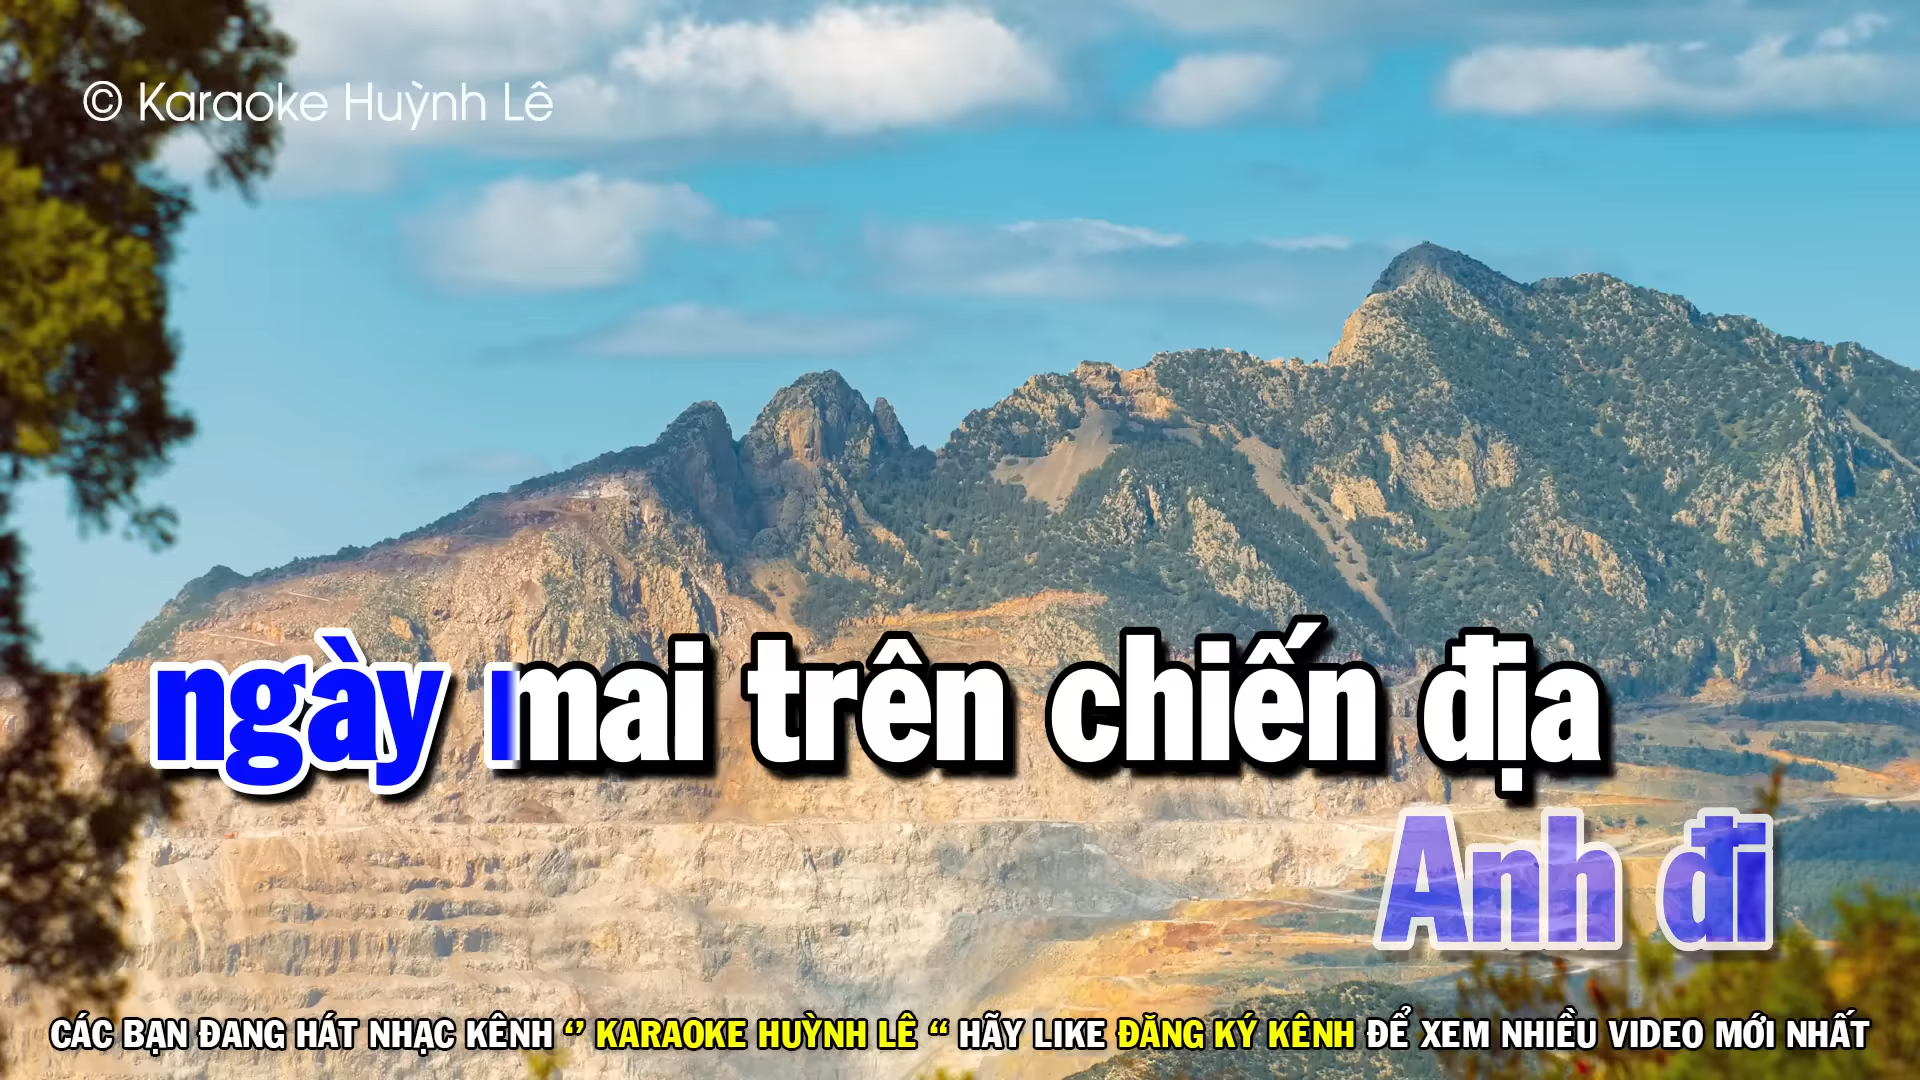 © Karaoke Huỳnh Lê
ngày mai trên chiến địa
Anh đi
CÁC BẠN ĐANG HÁT NHẠC KÊNH “ KARAOKE HUỲNH LÊ “ HÃY LIKE ĐĂNG KÝ KÊNH ĐỂ XEM NHIỀU VIDEO MỚI NHẤT